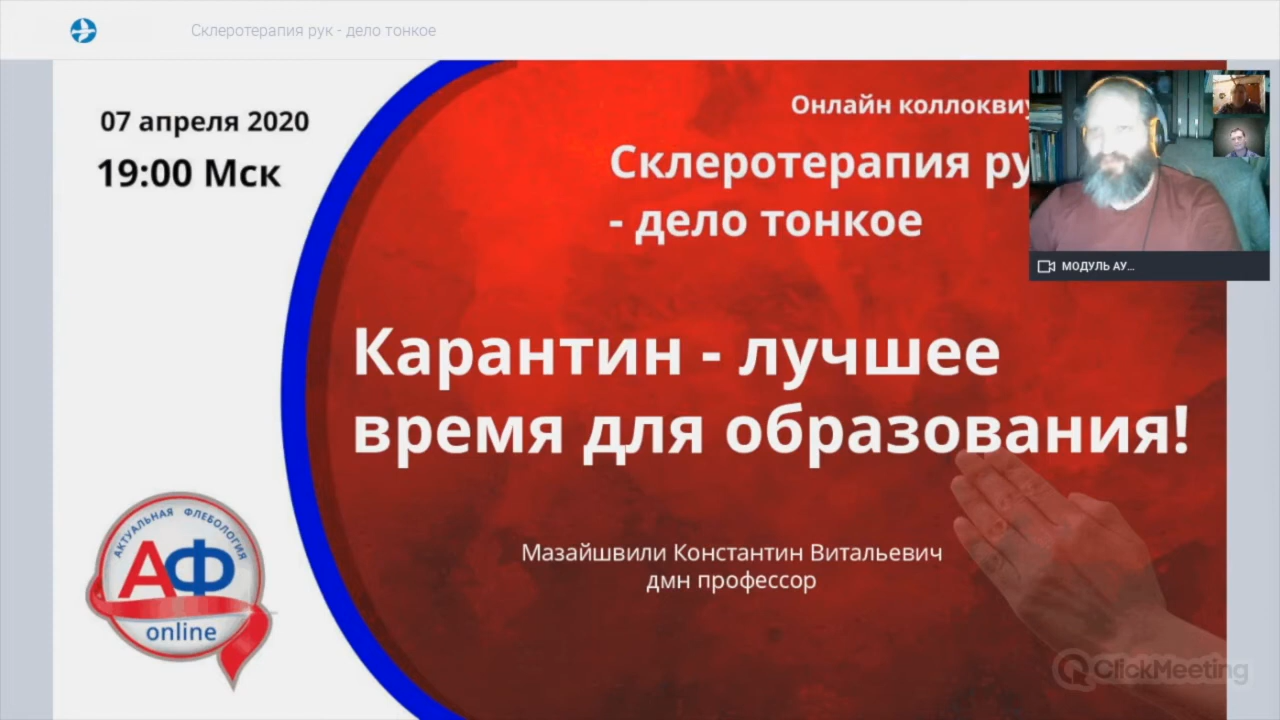 Склеротерапия рук - дело тонкое
07 апреля 2020
19:00 Мск
Онлайн коллоквиу
Склеротерапия ру
- дело тонкое
МОДУЛЬ АУ...
Карантин - лучшее
время для образования!
Мазайшвили Константин Витальевич
дмн профессор
АКТУАЛЬНАЯ ФЛЕБОЛОГИЯ
АФ
online
ClickMeeting